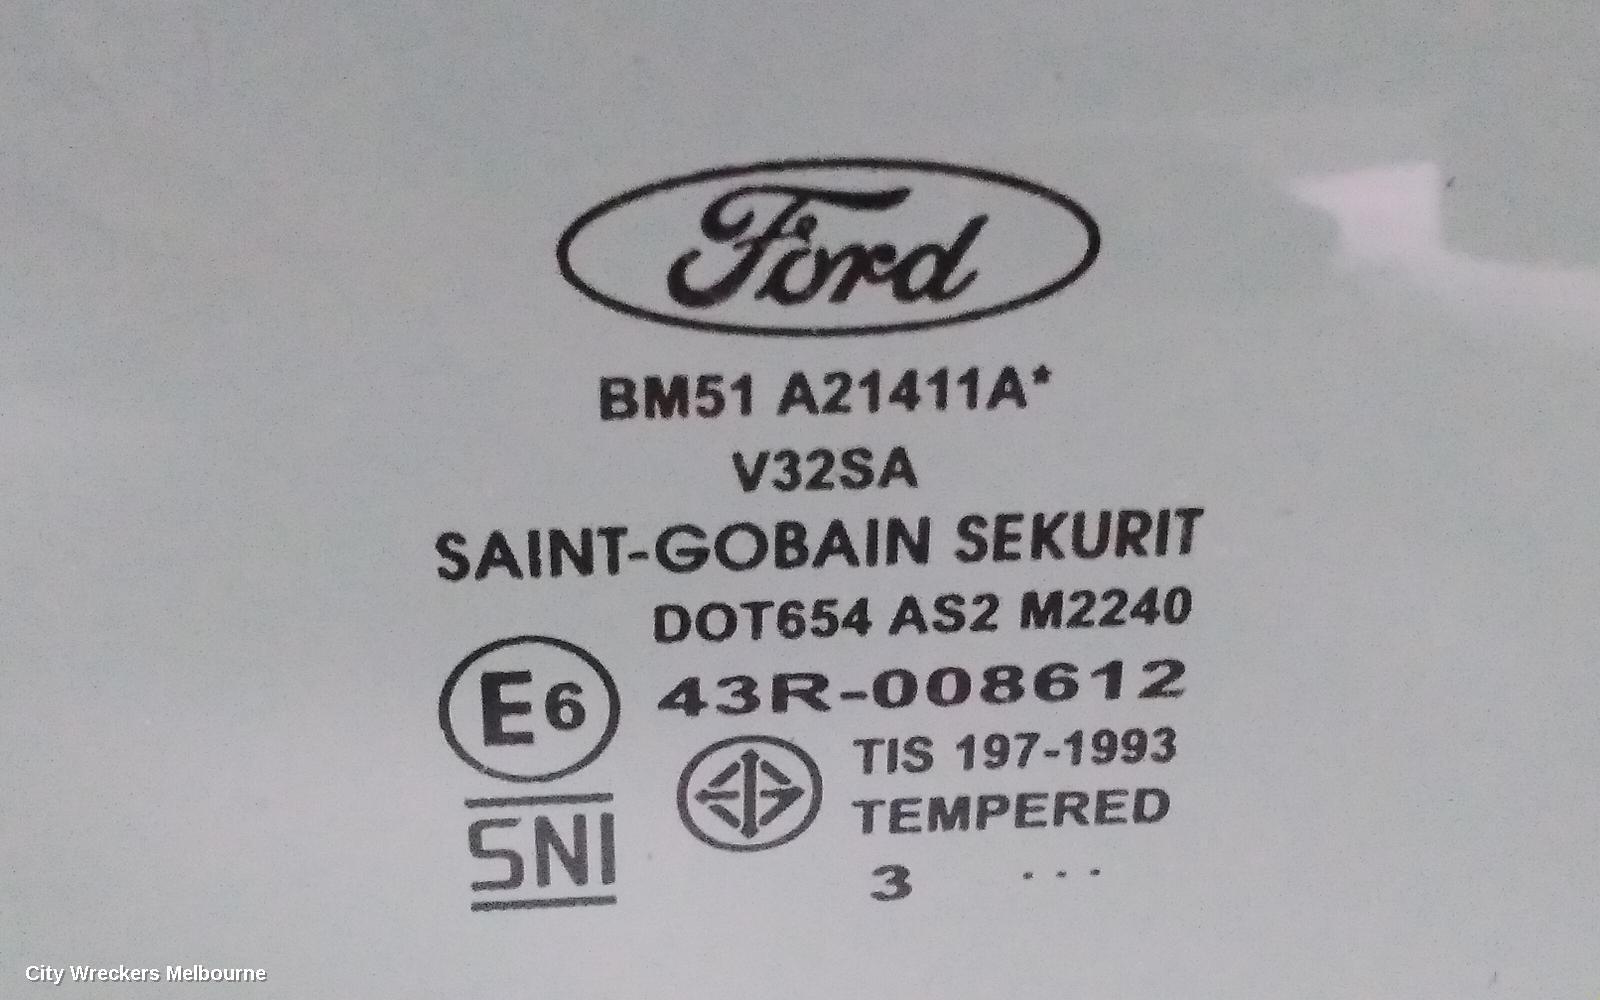 Ford
BM51 A21411A*
V32SA
SAINT-GOBAIN SEKURIT
DOT654 AS2 M2240
E6 43R-008612
TIS 197-1993
TEMPERED
SNI
3 ...
City Wreckers Melbourne